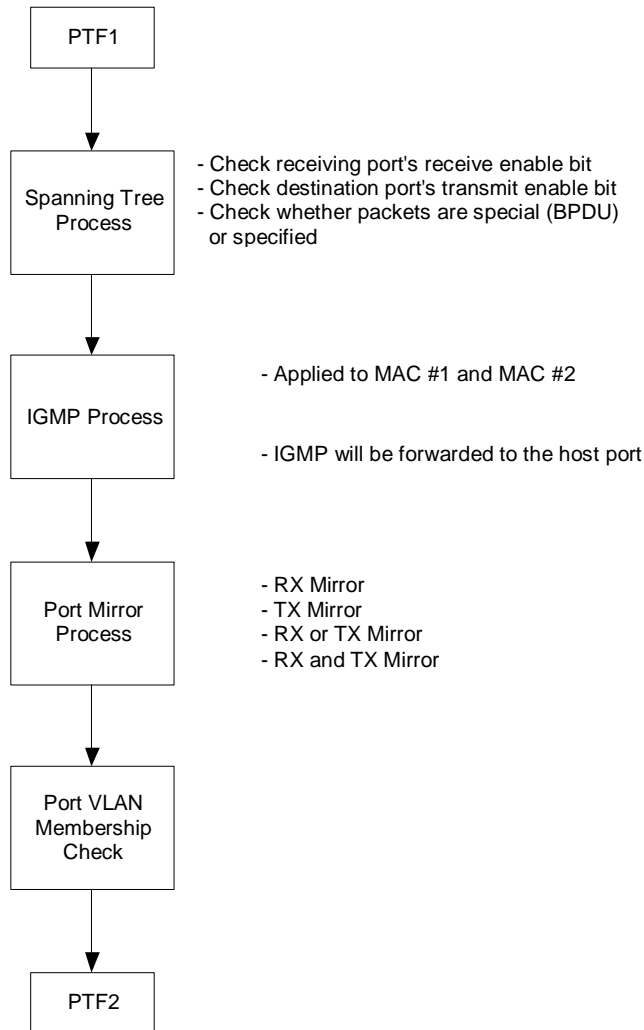 PTF1
Spanning Tree
Process
- Check receiving port's receive enable bit
- Check destination port's transmit enable bit
- Check whether packets are special (BPDU)
or specified
IGMP Process
- Applied to MAC #1 and MAC #2
- IGMP will be forwarded to the host port
Port Mirror
Process
- RX Mirror
- TX Mirror
- RX or TX Mirror
- RX and TX Mirror
Port VLAN
Membership
Check
PTF2